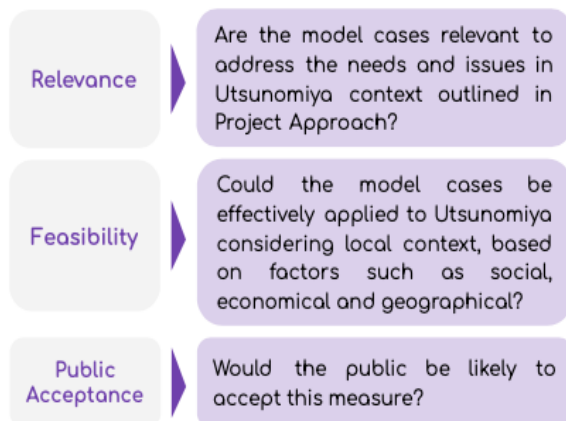 Relevance
Are the model cases relevant to
address the needs and issues in
Utsunomiya context outlined in
Project Approach?
Feasibility
Could the model cases be
effectively applied to Utsunomiya
considering local context, based
on factors such as social,
economical and geographical?
Public
Acceptance
Would the public be likely to
accept this measure?